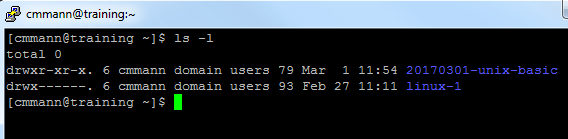 cmmann@training:~
[cmmann@training ~]$ ls -l
total 0
drwxr-xr-x. 6 cmmann domain users 79 Mar  1 11:54 20170301-unix-basic
drwx------. 6 cmmann domain users 93 Feb 27 11:11 linux-1
[cmmann@training ~]$